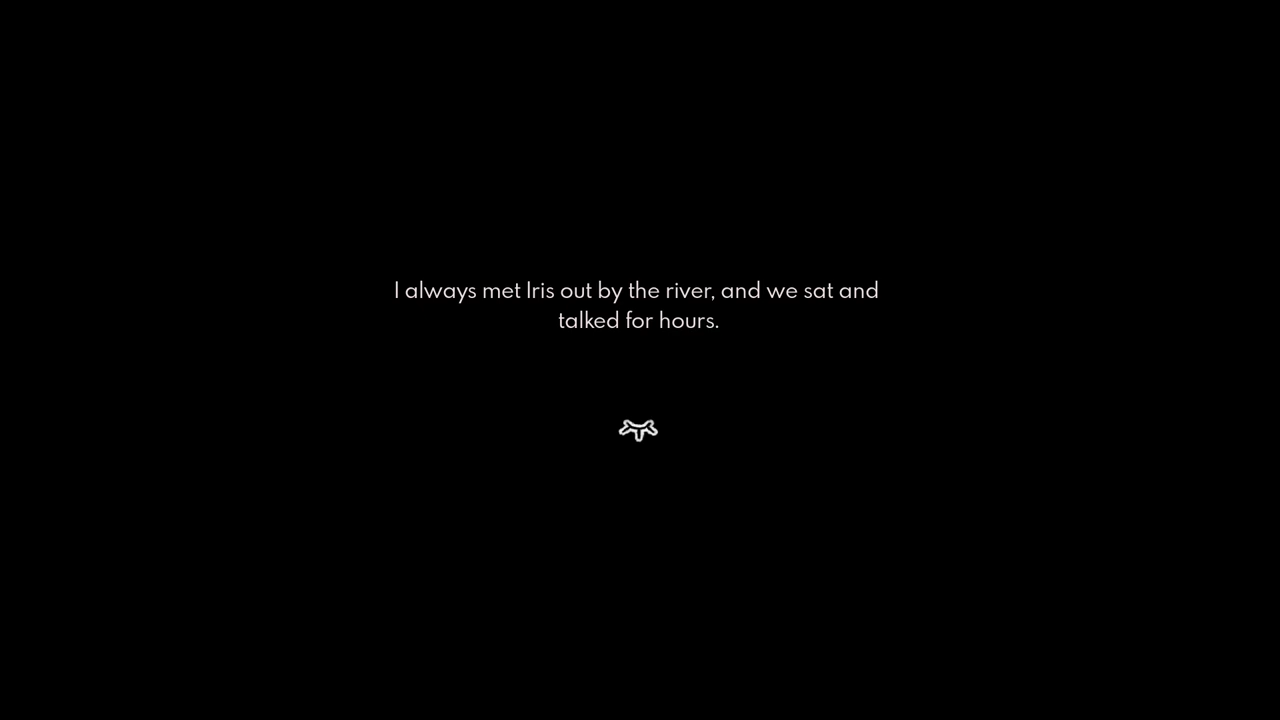 I always met Iris out by the river, and we sat and
talked for hours.